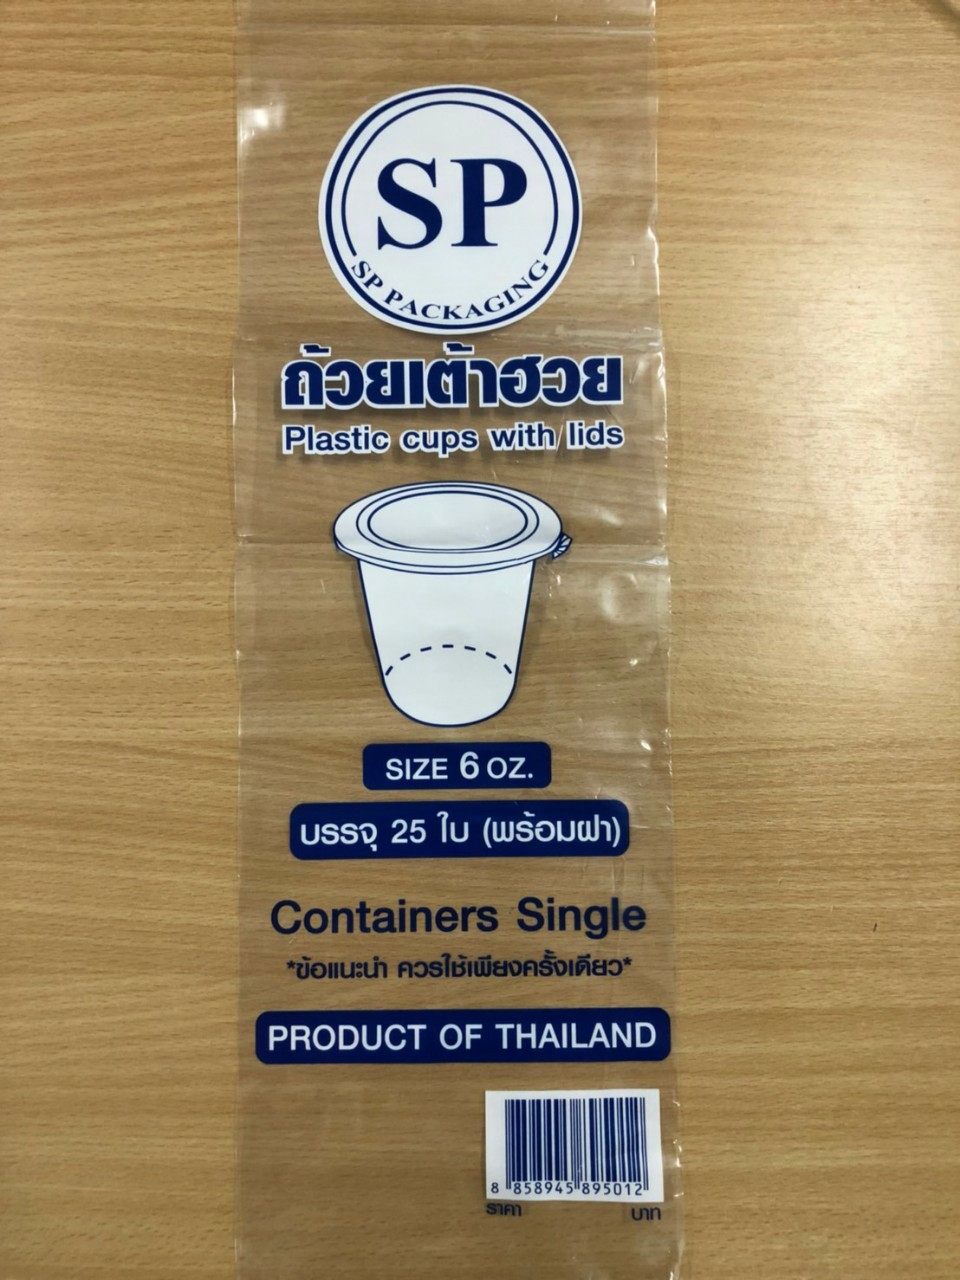 SP
SP PACKAGING
ถ้วยเต้าฮวย
Plastic cups with lids
SIZE 6 OZ.
บรรจุ 25 ใบ (พร้อมฝา)
Containers Single
*ข้อแนะนำ ควรใช้เพียงครั้งเดียว*
PRODUCT OF THAILAND
8 858945 895012
ราคา บาท